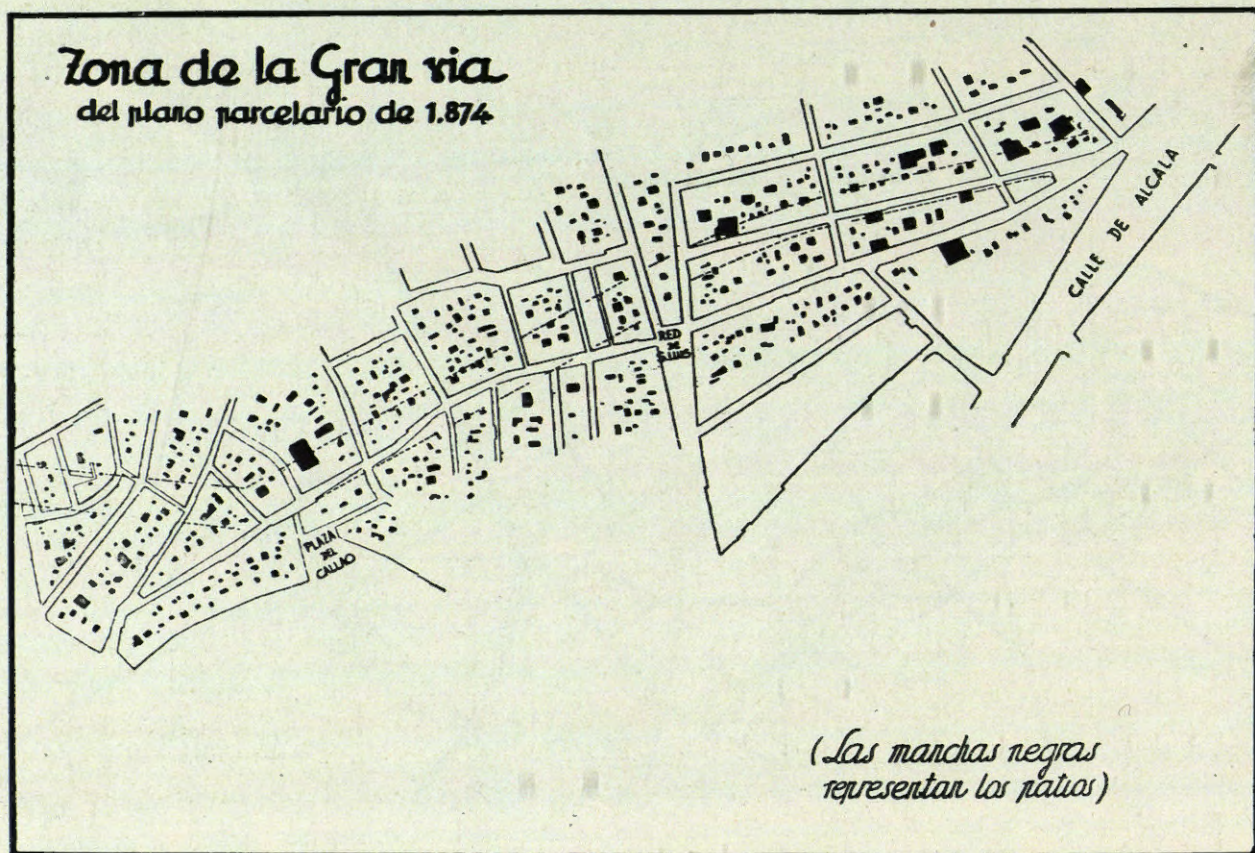 Zona de la Gran via
del plano parcelario de 1.874
CALLE DE ALCALA
RED
DE
S. LUIS
PLAZA
DEL
CALLAO
(Las manchas negras
representan los patios)